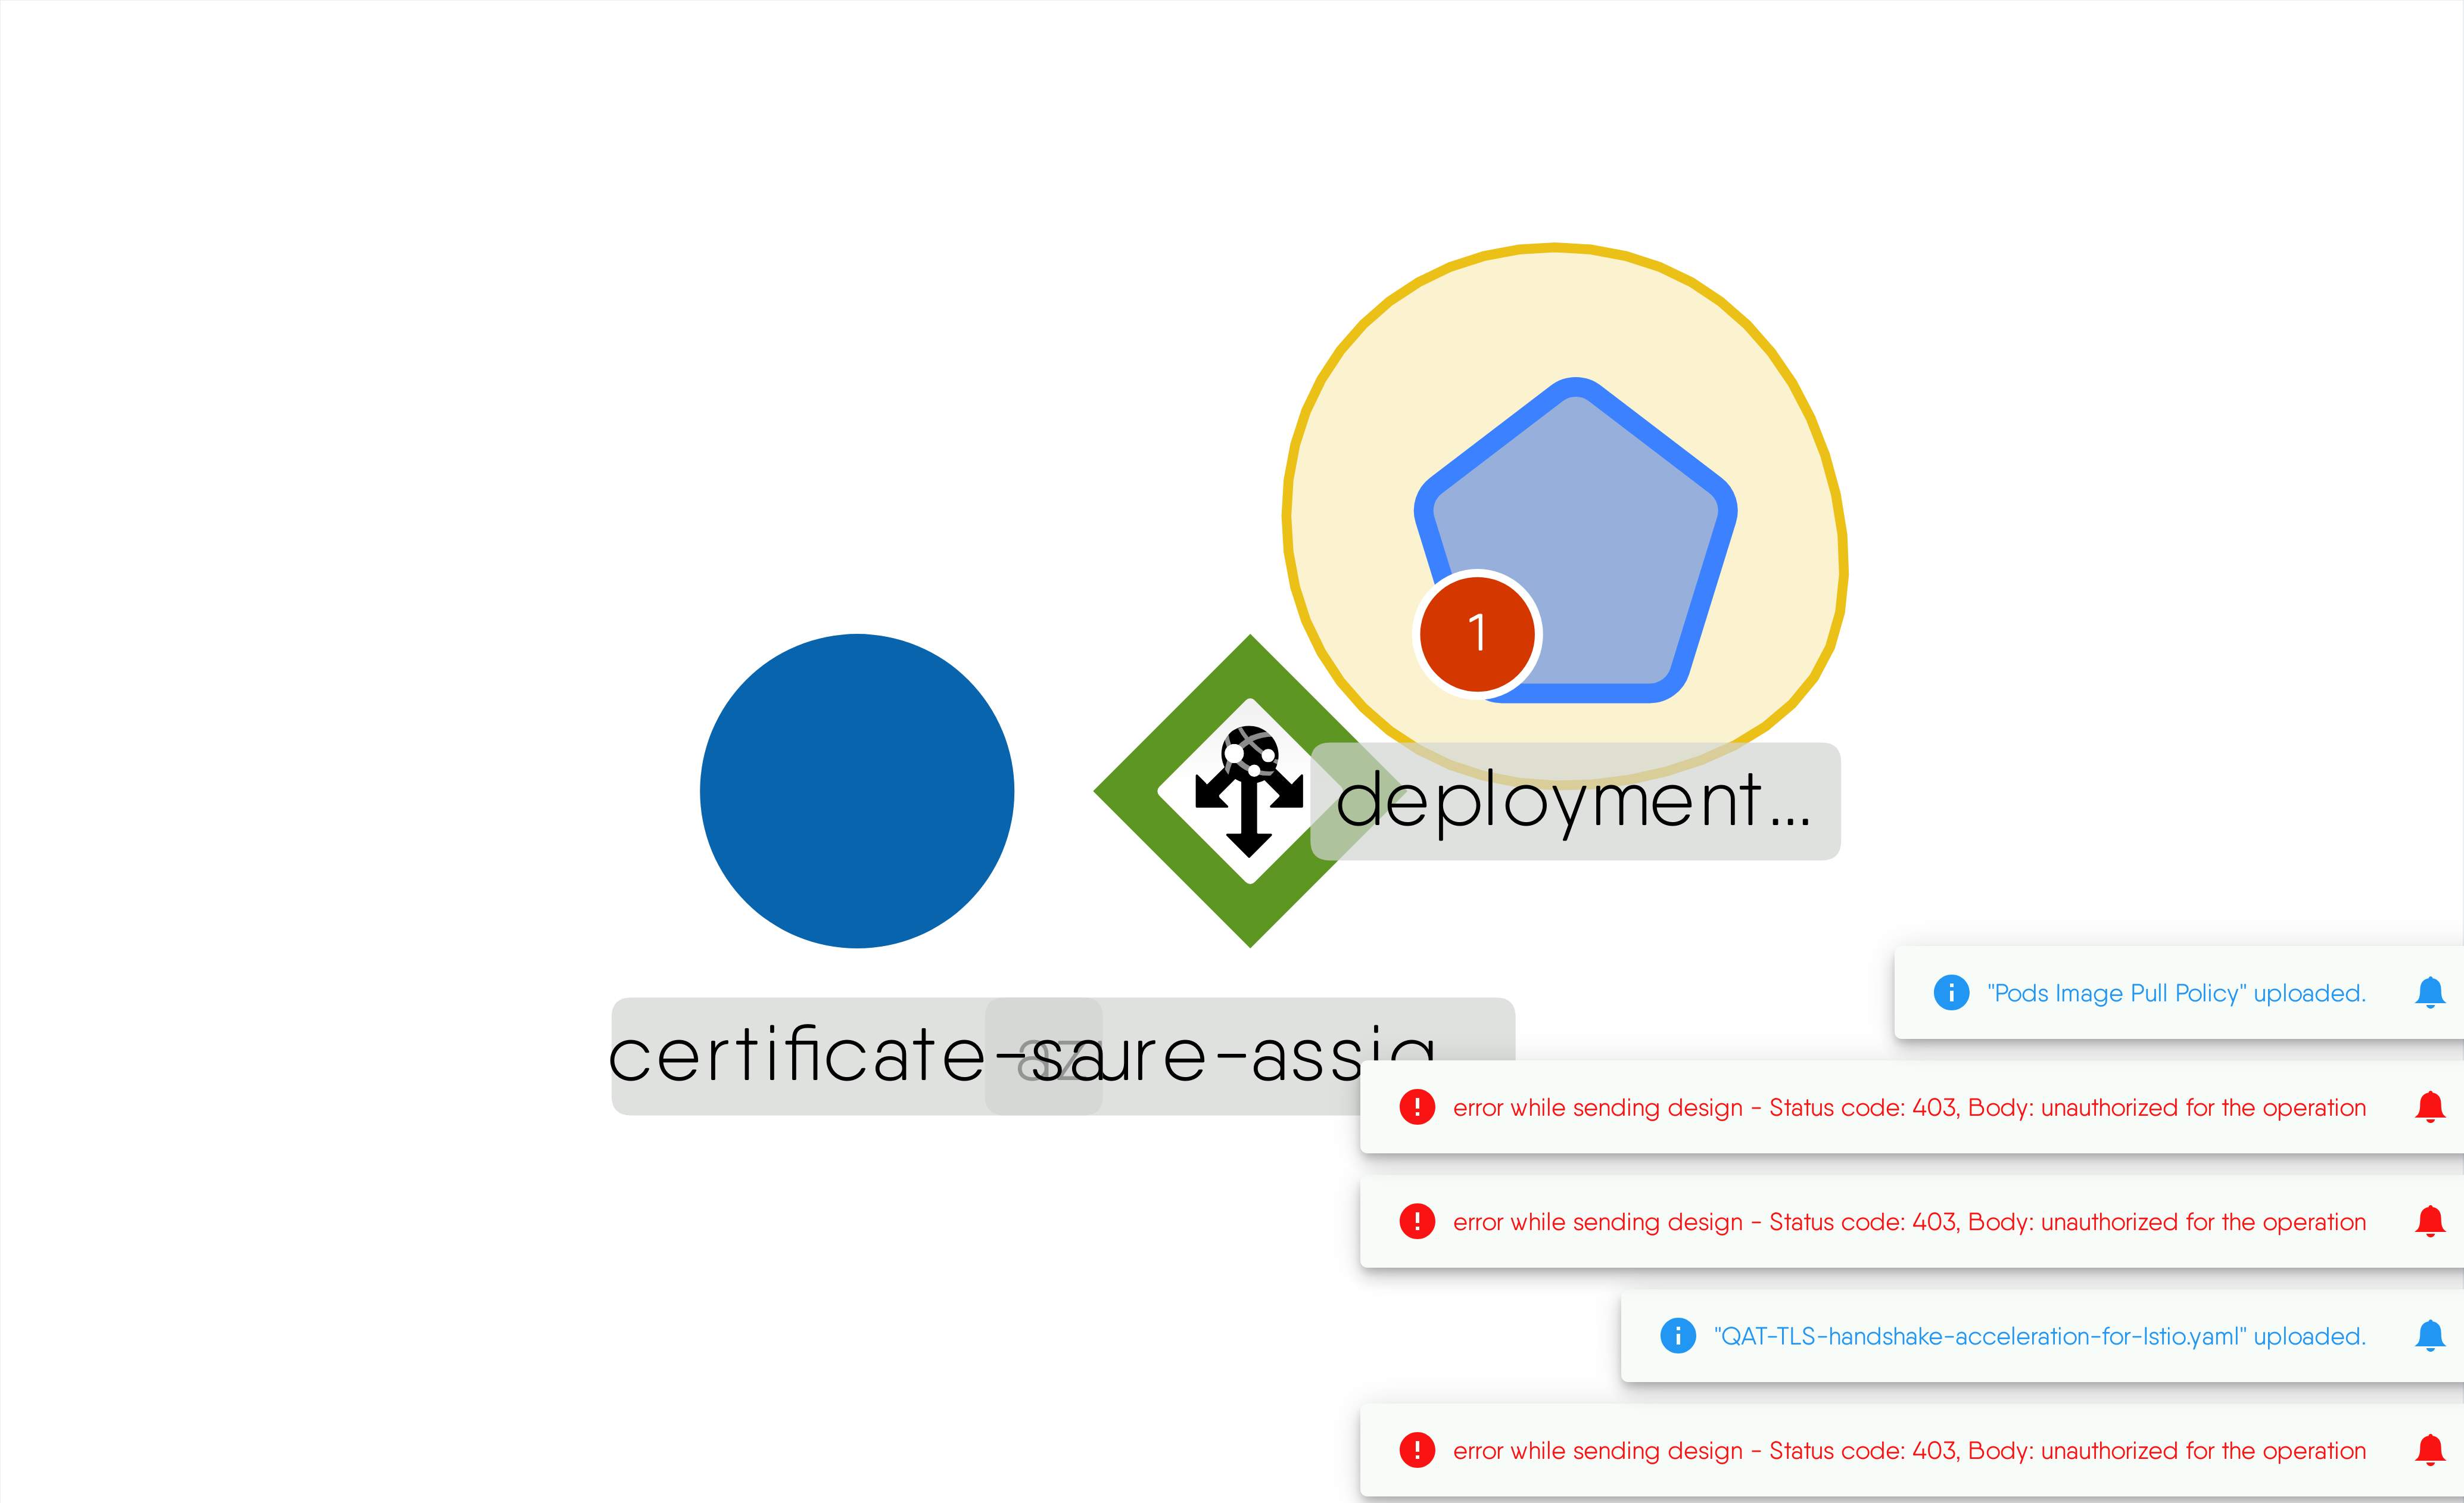 1
deployment...
certificate-s
azure-assig
"Pods Image Pull Policy" uploaded.
error while sending design - Status code: 403, Body: unauthorized for the operation
error while sending design - Status code: 403, Body: unauthorized for the operation
"QAT-TLS-handshake-acceleration-for-Istio.yaml" uploaded.
error while sending design - Status code: 403, Body: unauthorized for the operation